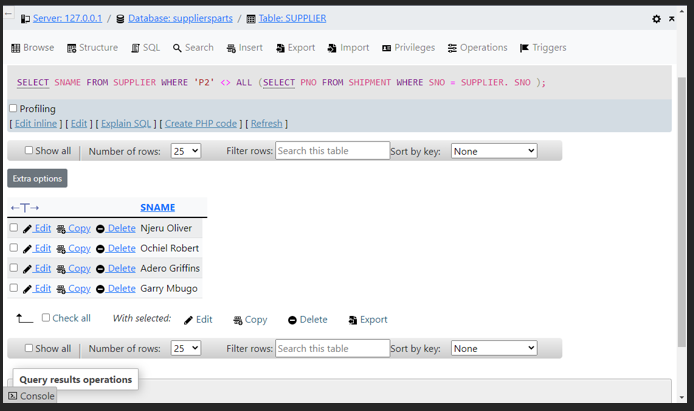 Server: 127.0.0.1 / Database: suppliersparts / Table: SUPPLIER
Browse Structure SQL Search Insert Export Import Privileges Operations Triggers
SELECT SNAME FROM SUPPLIER WHERE 'P2' <> ALL (SELECT PNO FROM SHIPMENT WHERE SNO = SUPPLIER. SNO );
Profiling
[ Edit inline ] [ Edit ] [ Explain SQL ] [ Create PHP code ] [ Refresh ]
Show all Number of rows: 25 Filter rows: Search this table Sort by key: None
Extra options
←T→ SNAME
Edit Copy Delete Njeru Oliver
Edit Copy Delete Ochiel Robert
Edit Copy Delete Adero Griffins
Edit Copy Delete Garry Mbugo
Check all With selected: Edit Copy Delete Export
Show all Number of rows: 25 Filter rows: Search this table Sort by key: None
Query results operations
Console